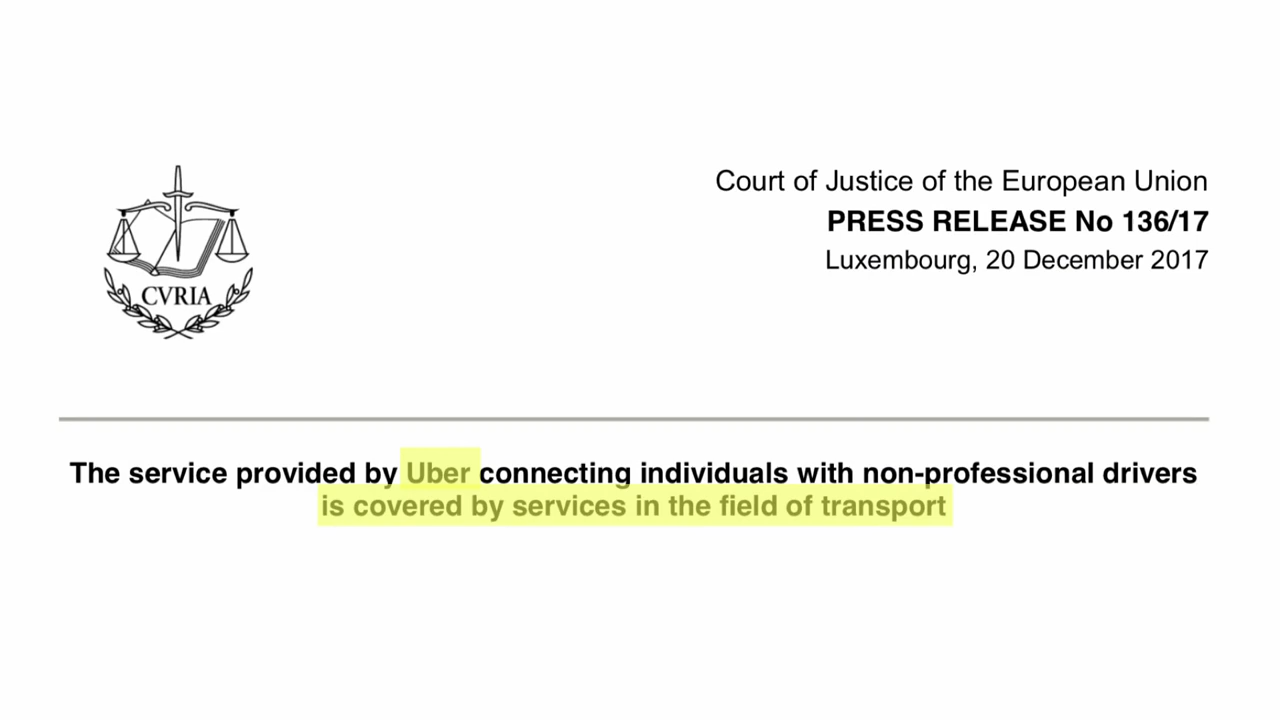 Court of Justice of the European Union
PRESS RELEASE No 136/17
Luxembourg, 20 December 2017
CVRIA
The service provided by Uber connecting individuals with non-professional drivers
is covered by services in the field of transport